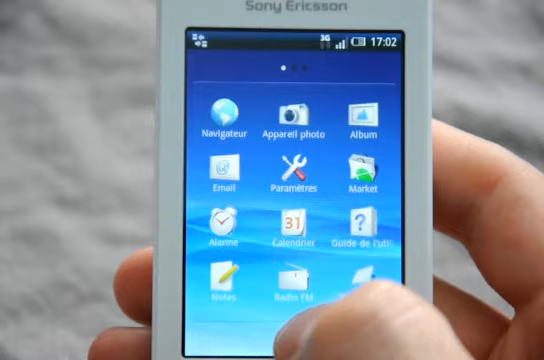 Sony Ericsson
3G 17:02
Navigateur Appareil photo Album
Email Paramètres Market
31
Alarme Calendrier Guide de l'util
Notes Radio FM